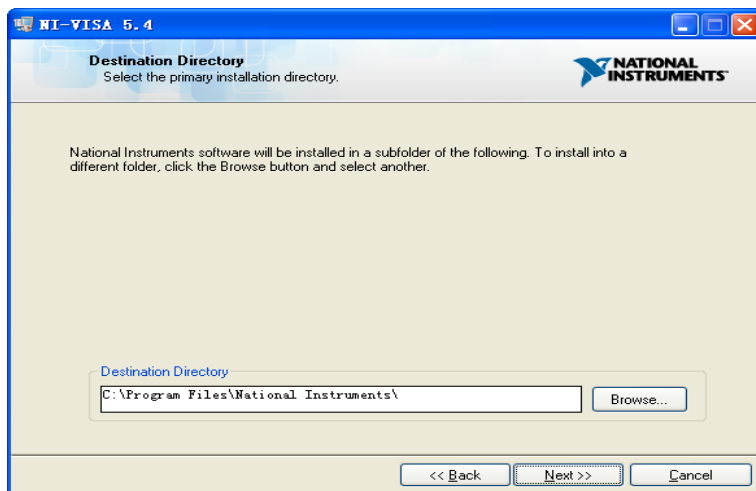 NI-VISA 5.4
Destination Directory
Select the primary installation directory.
NATIONAL
INSTRUMENTS™
National Instruments software will be installed in a subfolder of the following. To install into a
different folder, click the Browse button and select another.
Destination Directory
C:\Program Files\National Instruments\
Browse...
<< Back
Next >>
Cancel